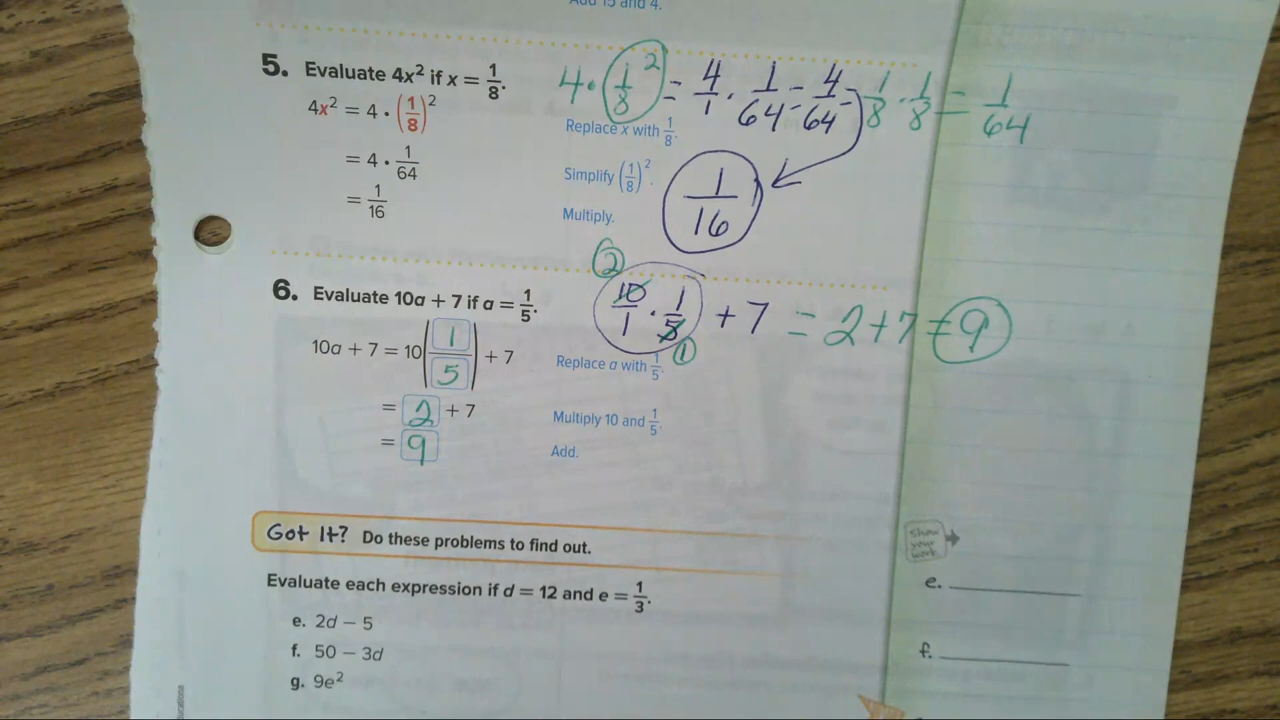 Add 15 and 4.
5. Evaluate 4x² if x = 1/8.
4x² = 4 · (1/8)²
Replace x with 1/8.
= 4 · 1/64
Simplify (1/8)².
= 1/16
Multiply.
4 · (1/8)² = 4/1 · 1/64 = 4/64 =
1/8 · 1/8 = 1/64
1/16
6. Evaluate 10a + 7 if a = 1/5.
10a + 7 = 10(1/5) + 7
Replace a with 1/5.
= 2 + 7
Multiply 10 and 1/5.
= 9
Add.
2
10/1 · 1/5 + 7 = 2 + 7 = 9
1
Got It? Do these problems to find out.
Show your work.
Evaluate each expression if d = 12 and e = 1/3.
e. 2d − 5
f. 50 − 3d
g. 9e²
e.
f.